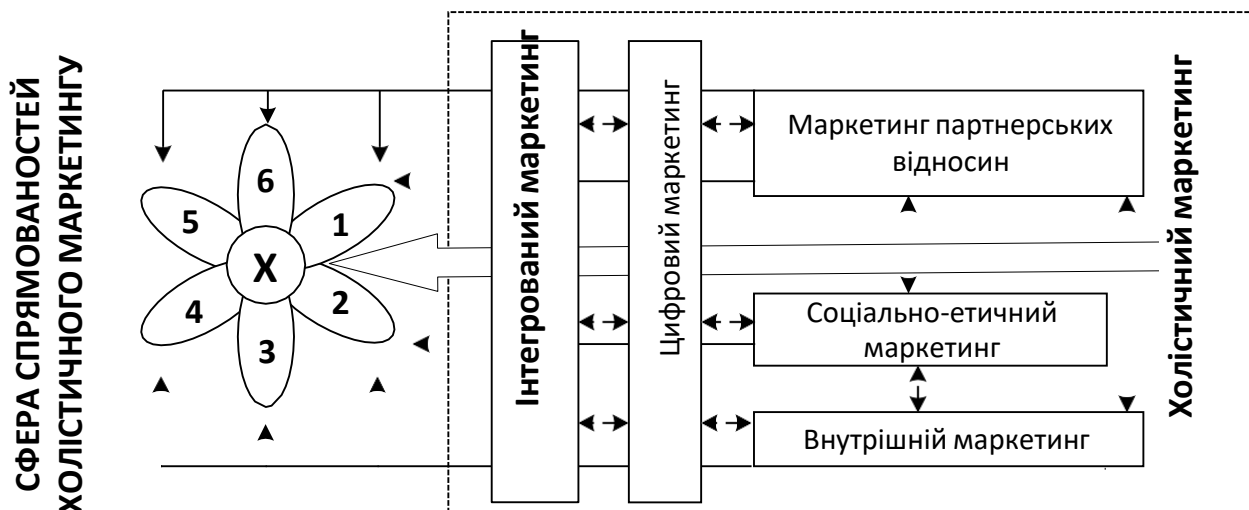 СФЕРА СПРЯМОВАНОСТЕЙ
ХОЛІСТИЧНОГО МАРКЕТИНГУ
6
5
1
Х
4
2
3
Інтегрований маркетинг
Цифровий маркетинг
Маркетинг партнерських
відносин
Соціально-етичний
маркетинг
Внутрішній маркетинг
Холістичний маркетинг